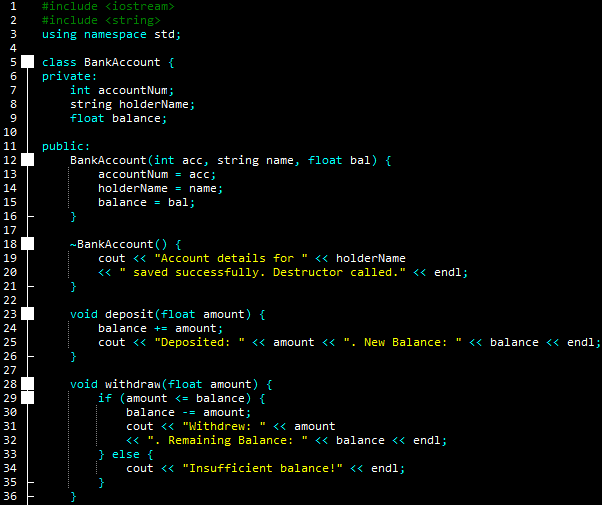 1 #include <iostream>
2 #include <string>
3 using namespace std;
4
5 class BankAccount {
6 private:
7     int accountNum;
8     string holderName;
9     float balance;
10
11 public:
12     BankAccount(int acc, string name, float bal) {
13         accountNum = acc;
14         holderName = name;
15         balance = bal;
16     }
17
18     ~BankAccount() {
19         cout << "Account details for " << holderName
20         << " saved successfully. Destructor called." << endl;
21     }
22
23     void deposit(float amount) {
24         balance += amount;
25         cout << "Deposited: " << amount << ". New Balance: " << balance << endl;
26     }
27
28     void withdraw(float amount) {
29         if (amount <= balance) {
30             balance -= amount;
31             cout << "Withdrew: " << amount
32             << ". Remaining Balance: " << balance << endl;
33         } else {
34             cout << "Insufficient balance!" << endl;
35         }
36     }